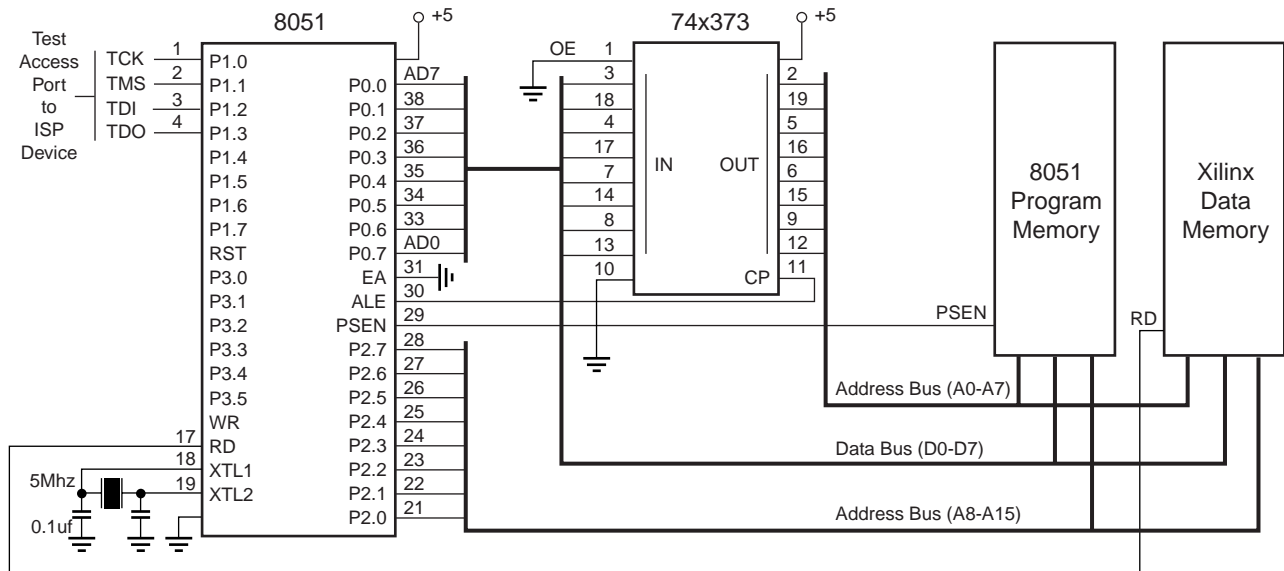 8051
74x373
+5
+5
Test
Access
Port
to
ISP
Device
TCK 1 P1.0
TMS 2 P1.1
TDI 3 P1.2
TDO 4 P1.3
P1.4
P1.5
P1.6
P1.7
RST
P3.0
P3.1
P3.2
P3.3
P3.4
P3.5
WR
17 RD
18 XTL1
19 XTL2
5Mhz
0.1uf
P0.0 AD7
P0.1 38
P0.2 37
P0.3 36
P0.4 35
P0.5 34
P0.6 33
P0.7 AD0
EA 31
ALE 30
PSEN 29
P2.7 28
P2.6 27
P2.5 26
P2.4 25
P2.3 24
P2.2 23
P2.1 22
P2.0 21
OE 1
3
18
4
17
7
14
8
13
10
IN
OUT
2
19
5
16
6
15
9
12
CP 11
8051
Program
Memory
Xilinx
Data
Memory
PSEN
RD
Address Bus (A0-A7)
Data Bus (D0-D7)
Address Bus (A8-A15)